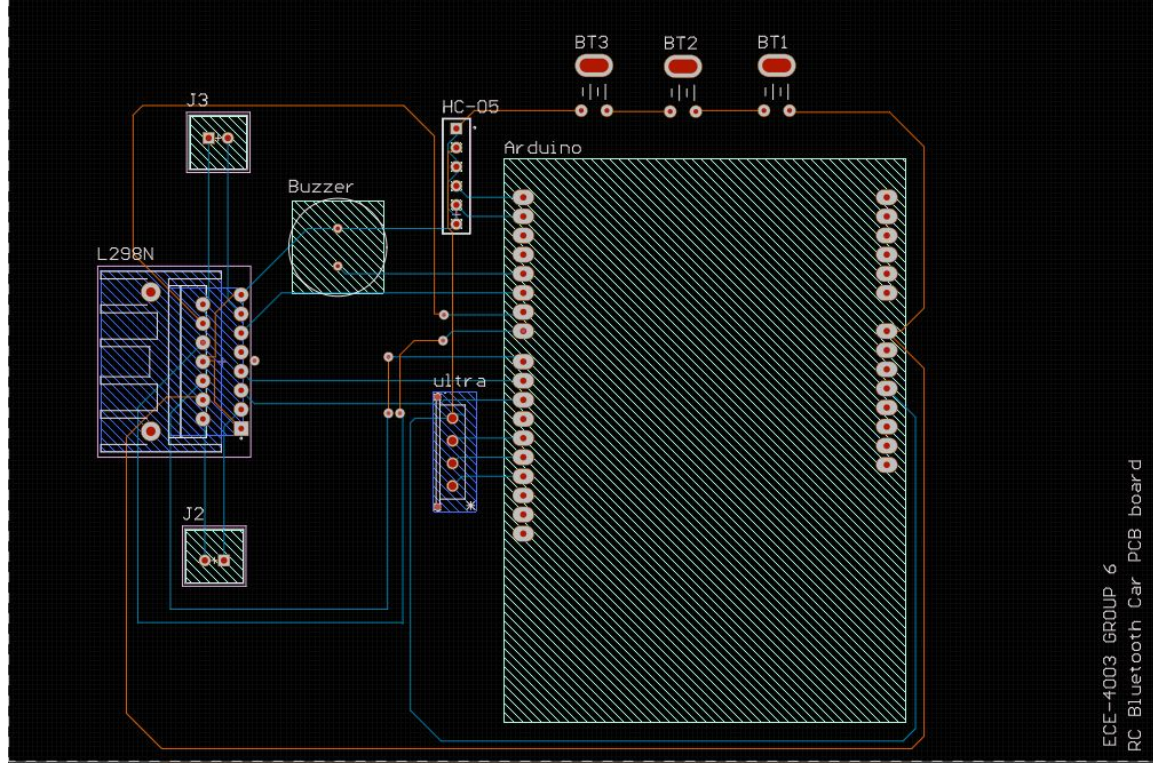 BT3
BT2
BT1
J3
HC-05
Arduino
Buzzer
L298N
ultra
J2
ECE-4003 GROUP 6
RC Bluetooth Car PCB board